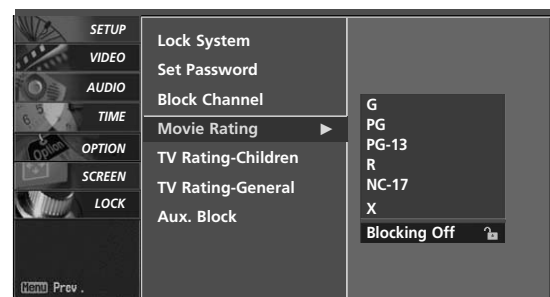 SETUP
VIDEO
AUDIO
TIME
OPTION
SCREEN
LOCK
Menu Prev.
Lock System
Set Password
Block Channel
Movie Rating ►
TV Rating-Children
TV Rating-General
Aux. Block
G
PG
PG-13
R
NC-17
X
Blocking Off